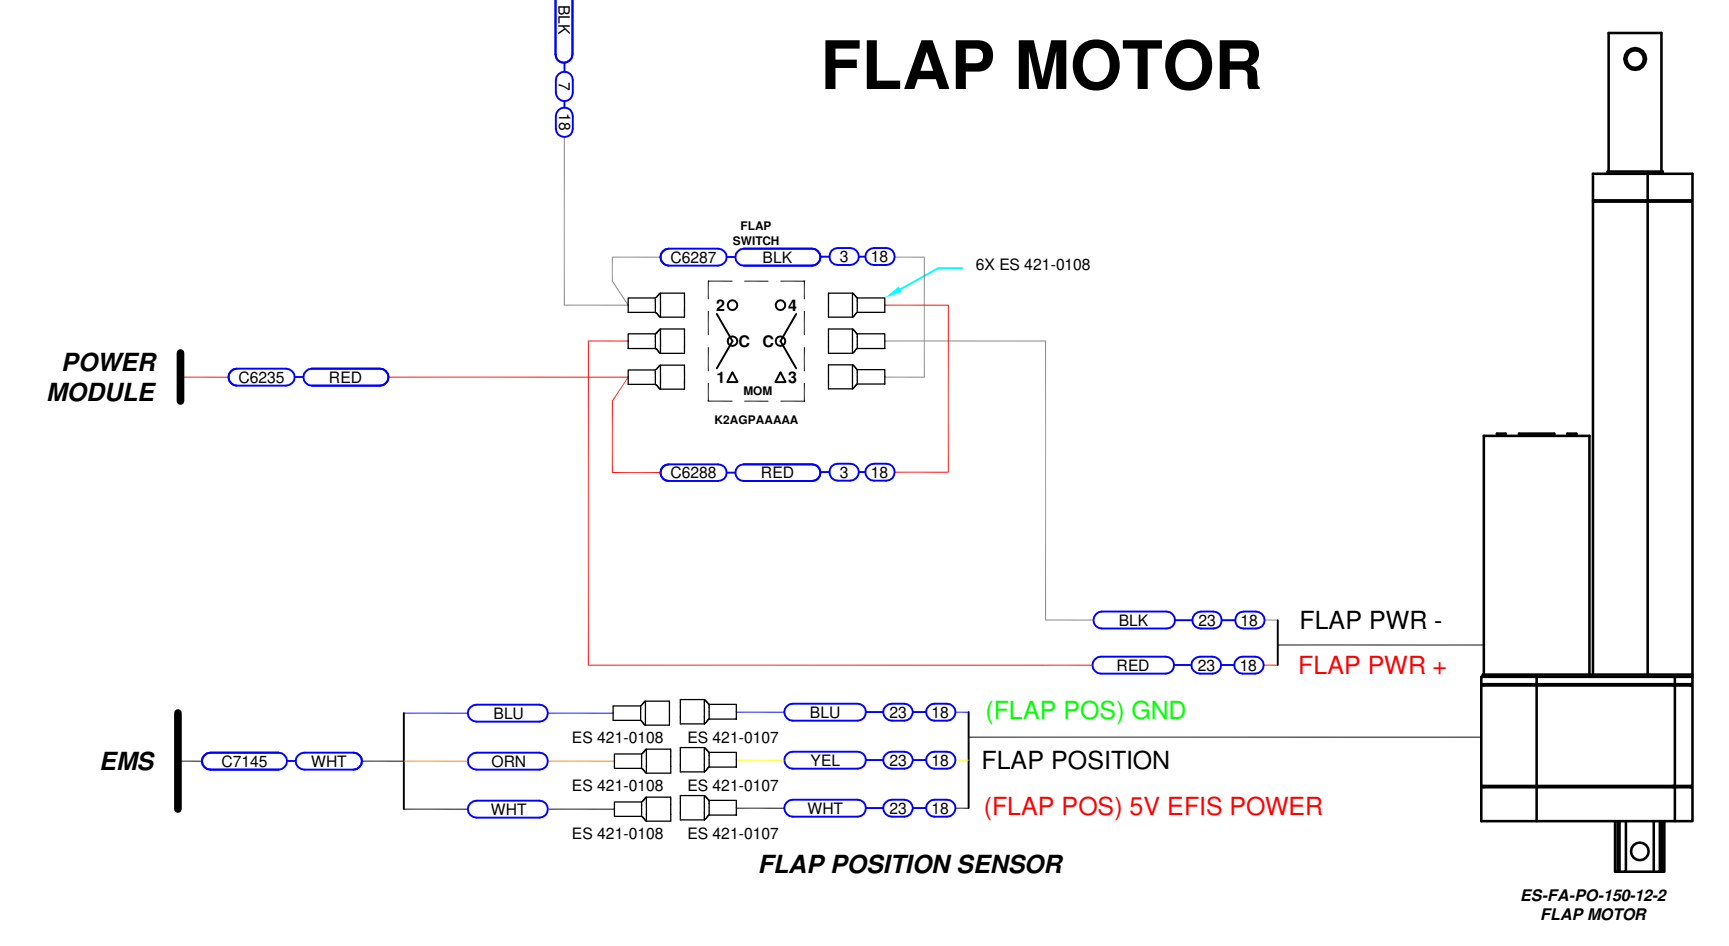 BLK
7
18
FLAP MOTOR
FLAP
SWITCH
C6287 BLK 3 18
6X ES 421-0108
2 4
C C
1 3
MOM
K2AGPAAAAA
POWER
MODULE
C6235 RED
C6288 RED 3 18
BLK 23 18 FLAP PWR -
RED 23 18 FLAP PWR +
BLU BLU 23 18 (FLAP POS) GND
ES 421-0108 ES 421-0107
EMS C7145 WHT ORN YEL 23 18 FLAP POSITION
ES 421-0108 ES 421-0107
WHT WHT 23 18 (FLAP POS) 5V EFIS POWER
ES 421-0108 ES 421-0107
FLAP POSITION SENSOR
ES-FA-PO-150-12-2
FLAP MOTOR